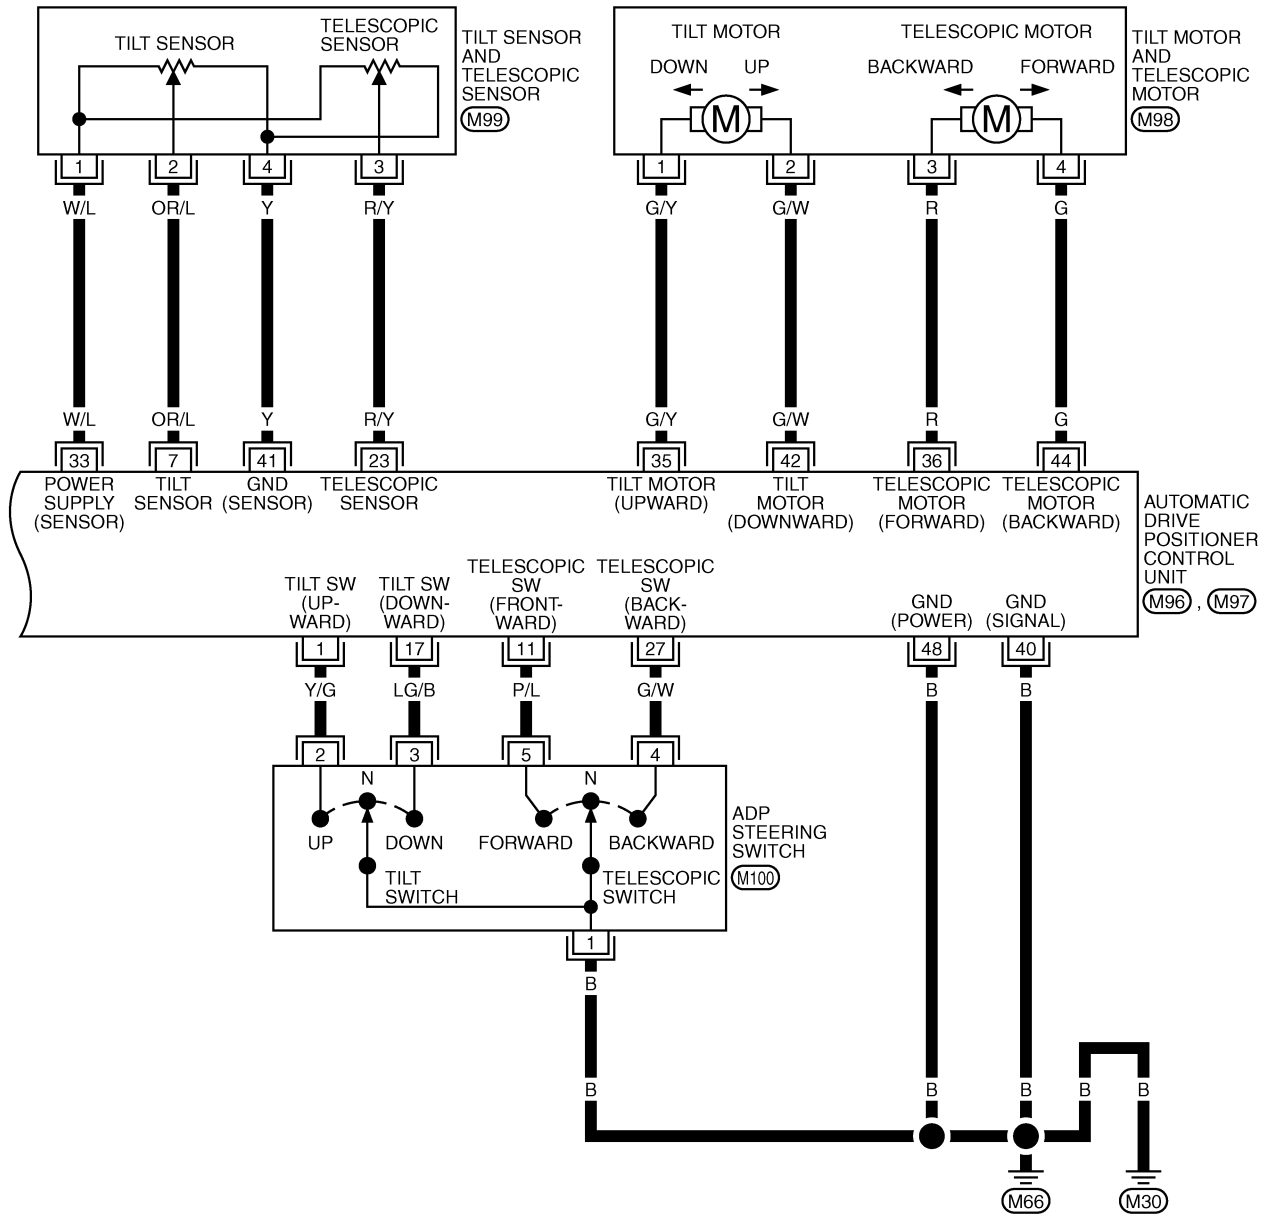 TILT SENSOR
TELESCOPIC
SENSOR
TILT SENSOR
AND
TELESCOPIC
SENSOR
M99
TILT MOTOR
DOWN UP
M
TELESCOPIC MOTOR
BACKWARD FORWARD
M
TILT MOTOR
AND
TELESCOPIC
MOTOR
M98
1 2 4 3 1 2 3 4
W/L OR/L Y R/Y G/Y G/W R G
W/L OR/L Y R/Y G/Y G/W R G
33 7 41 23 35 42 36 44
POWER
SUPPLY
(SENSOR)
TILT
SENSOR
GND
(SENSOR)
TELESCOPIC
SENSOR
TILT MOTOR
(UPWARD)
TILT
MOTOR
(DOWNWARD)
TELESCOPIC
MOTOR
(FORWARD)
TELESCOPIC
MOTOR
(BACKWARD)
AUTOMATIC
DRIVE
POSITIONER
CONTROL
UNIT
M96 , M97
TILT SW
(UP-
WARD)
TILT SW
(DOWN-
WARD)
TELESCOPIC
SW
(FRONT-
WARD)
TELESCOPIC
SW
(BACK-
WARD)
GND
(POWER)
GND
(SIGNAL)
1 17 11 27 48 40
Y/G LG/B P/L G/W B B
2 3 5 4
N N
UP DOWN FORWARD BACKWARD
TILT
SWITCH
TELESCOPIC
SWITCH
ADP
STEERING
SWITCH
M100
1
B
B B B B B
M66 M30